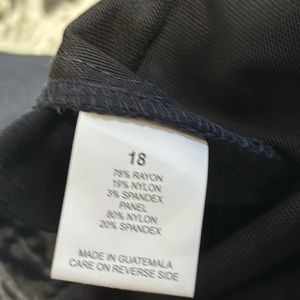 18
78% RAYON
19% NYLON
3% SPANDEX
PANEL
80% NYLON
20% SPANDEX
MADE IN GUATEMALA
CARE ON REVERSE SIDE